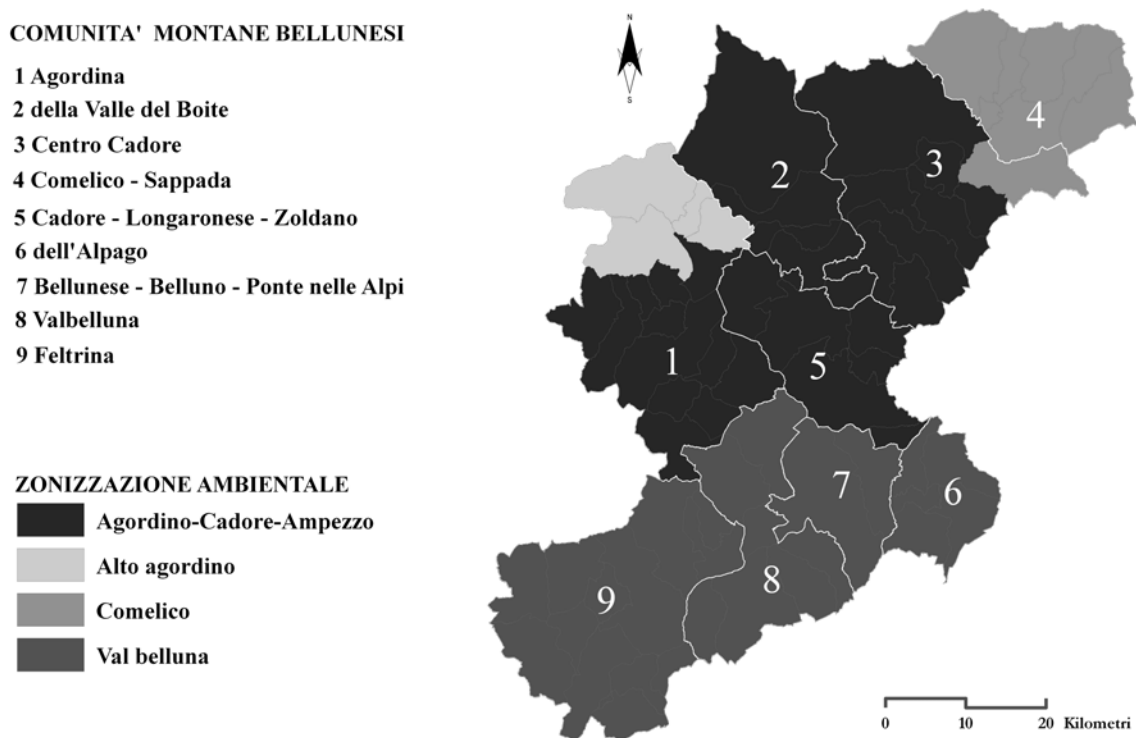 COMUNITA' MONTANE BELLUNESI
1 Agordina
2 della Valle del Boite
3 Centro Cadore
4 Comelico - Sappada
5 Cadore - Longaronese - Zoldano
6 dell'Alpago
7 Bellunese - Belluno - Ponte nelle Alpi
8 Valbelluna
9 Feltrina
ZONIZZAZIONE AMBIENTALE
Agordino-Cadore-Ampezzo
Alto agordino
Comelico
Val belluna
N
S
4
3
2
1
5
6
7
8
9
0 10 20 Kilometri